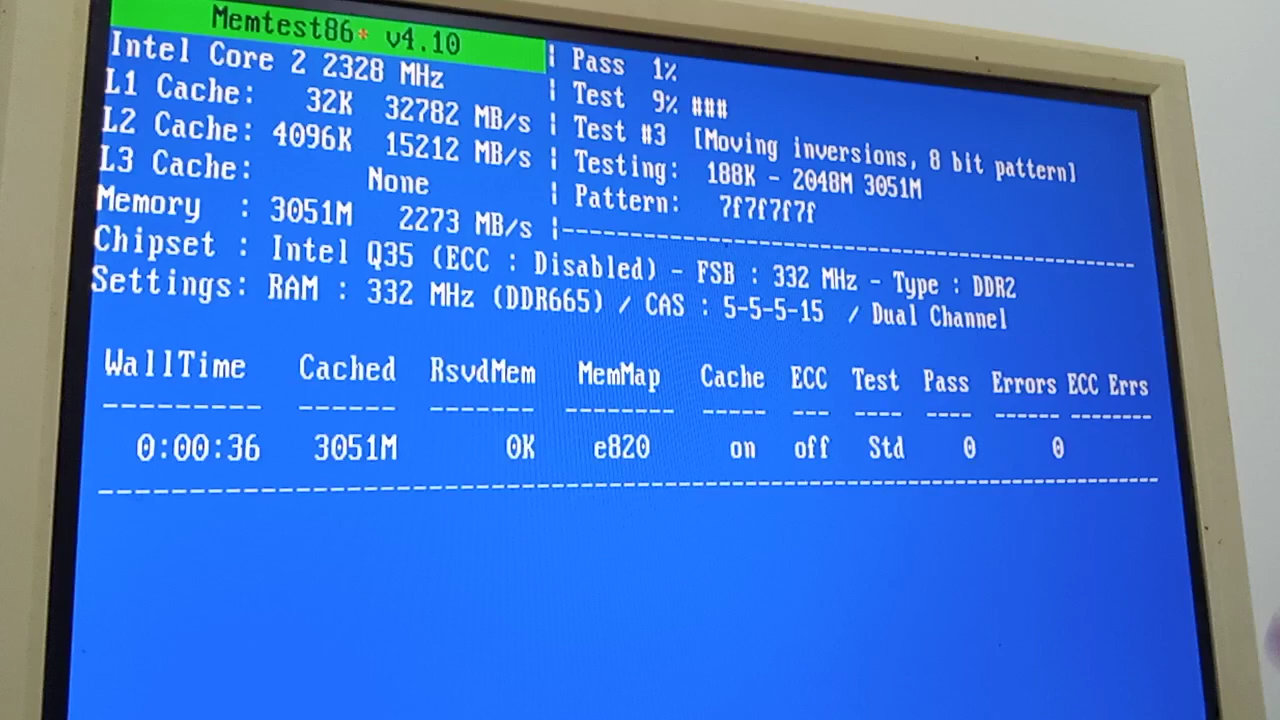 Memtest86* v4.10 | Pass 1%
Intel Core 2 2328 MHz | Test 9% ###
L1 Cache: 32K 32782 MB/s | Test #3 [Moving inversions, 8 bit pattern]
L2 Cache: 4096K 15212 MB/s | Testing: 188K - 2048M 3051M
L3 Cache: None | Pattern: 7f7f7f7f
Memory : 3051M 2273 MB/s |--------------------------------------------------
Chipset : Intel Q35 (ECC : Disabled) - FSB : 332 MHz - Type : DDR2
Settings: RAM : 332 MHz (DDR665) / CAS : 5-5-5-15 / Dual Channel
WallTime Cached RsvdMem MemMap Cache ECC Test Pass Errors ECC Errs
--------- ------ ------- -------- ----- --- ---- ---- ------ --------
0:00:36 3051M 0K e820 on off Std 0 0
-----------------------------------------------------------------------------